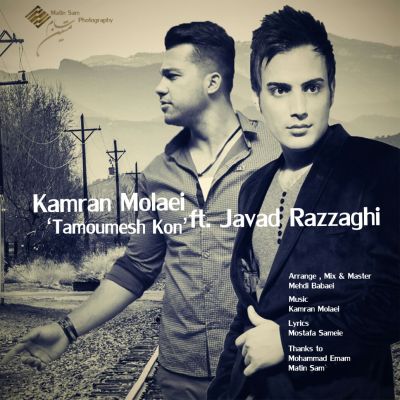 Matin Sam
Photography
Kamran Molaei
'Tamoumesh Kon' ft. Javad Razzaghi
Arrange , Mix & Master
Mehdi Babaei
Music
Kamran Molaei
Lyrics
Mostafa Sameie
Thanks to
Mohammad Emam
Matin Sam